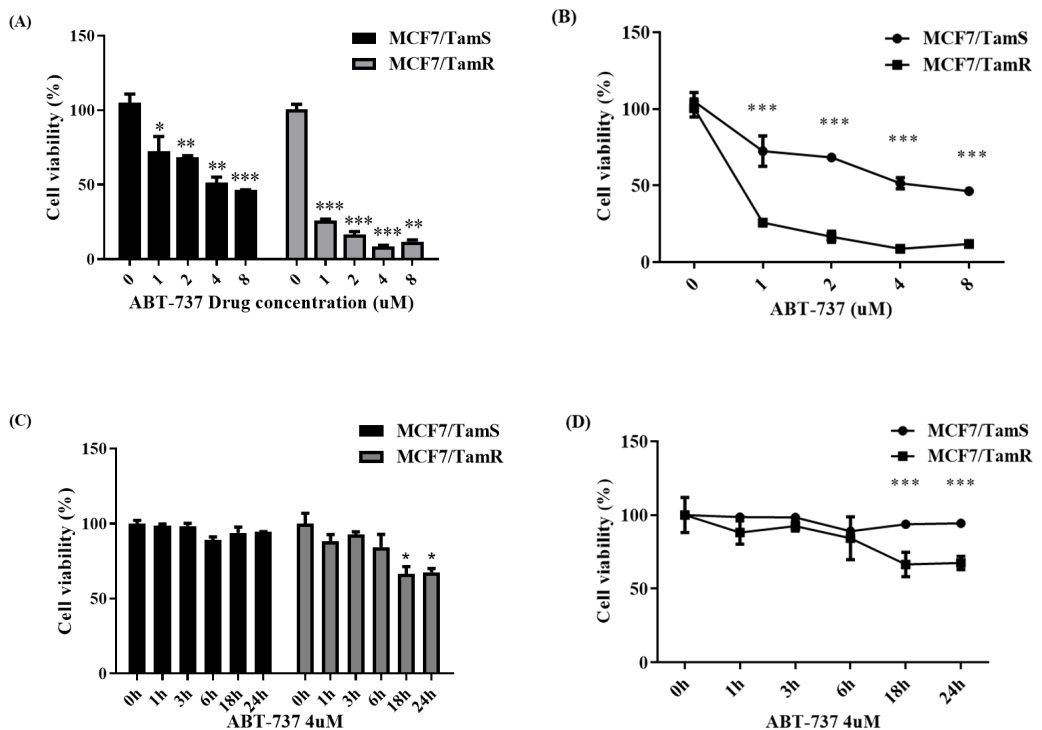 (A)
MCF7/TamS
MCF7/TamR
Cell viability (%)
150
100
50
0
*
**
**
***
***
***
***
**
0
1
2
4
8
0
1
2
4
8
ABT-737 Drug concentration (uM)
(B)
MCF7/TamS
MCF7/TamR
Cell viability (%)
150
100
50
0
***
***
***
***
0
1
2
4
8
ABT-737 (uM)
(C)
MCF7/TamS
MCF7/TamR
Cell viability (%)
150
100
50
0
*
*
0h
1h
3h
6h
18h
24h
0h
1h
3h
6h
18h
24h
ABT-737 4uM
(D)
MCF7/TamS
MCF7/TamR
Cell viability (%)
150
100
50
0
***
***
0h
1h
3h
6h
18h
24h
ABT-737 4uM